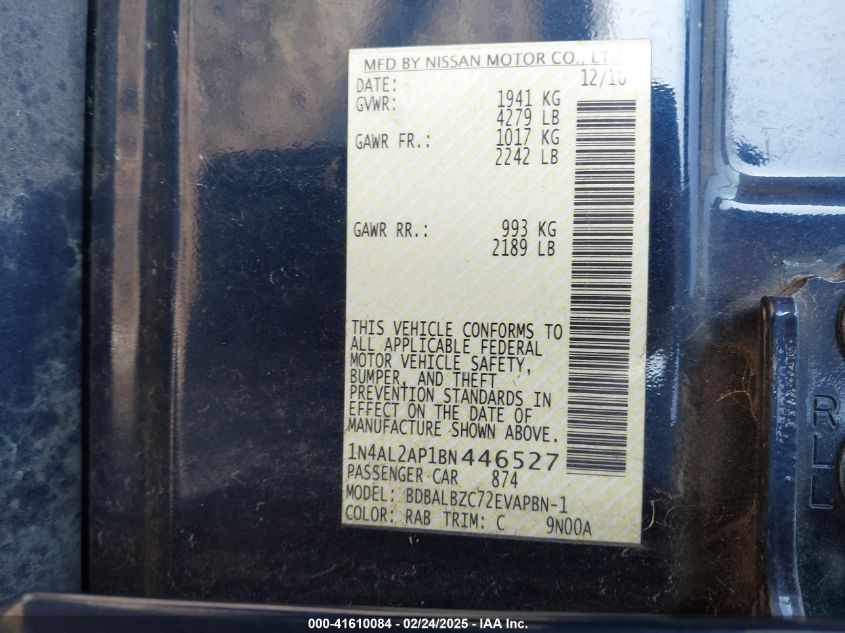 MFD BY NISSAN MOTOR CO., LTD
DATE: 12/10
GVWR: 1941 KG
4279 LB
GAWR FR.: 1017 KG
2242 LB
GAWR RR.: 993 KG
2189 LB
THIS VEHICLE CONFORMS TO
ALL APPLICABLE FEDERAL
MOTOR VEHICLE SAFETY,
BUMPER, AND THEFT
PREVENTION STANDARDS IN
EFFECT ON THE DATE OF
MANUFACTURE SHOWN ABOVE.
1N4AL2AP1BN446527
PASSENGER CAR 874
MODEL: BDBALBZC72EVAPBN-1
COLOR: RAB TRIM: C 9N00A
R
LL
L
000-41610084 - 02/24/2025 - IAA Inc.